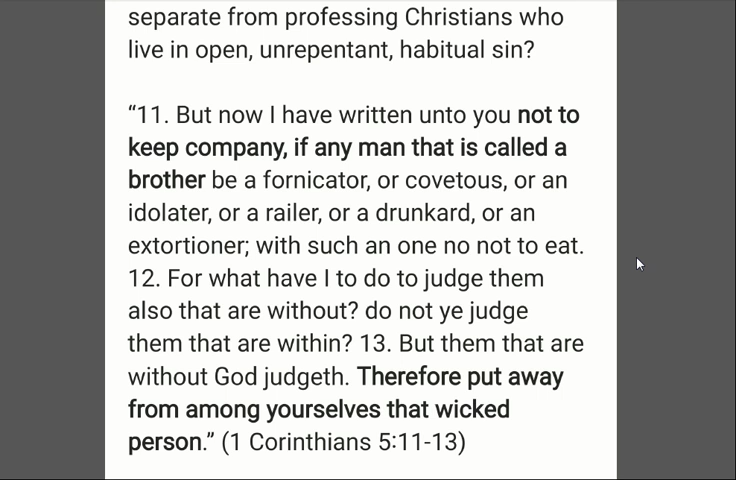 separate from professing Christians who
live in open, unrepentant, habitual sin?
“11. But now I have written unto you not to
keep company, if any man that is called a
brother be a fornicator, or covetous, or an
idolater, or a railer, or a drunkard, or an
extortioner; with such an one no not to eat.
12. For what have I to do to judge them
also that are without? do not ye judge
them that are within? 13. But them that are
without God judgeth. Therefore put away
from among yourselves that wicked
person.” (1 Corinthians 5:11-13)